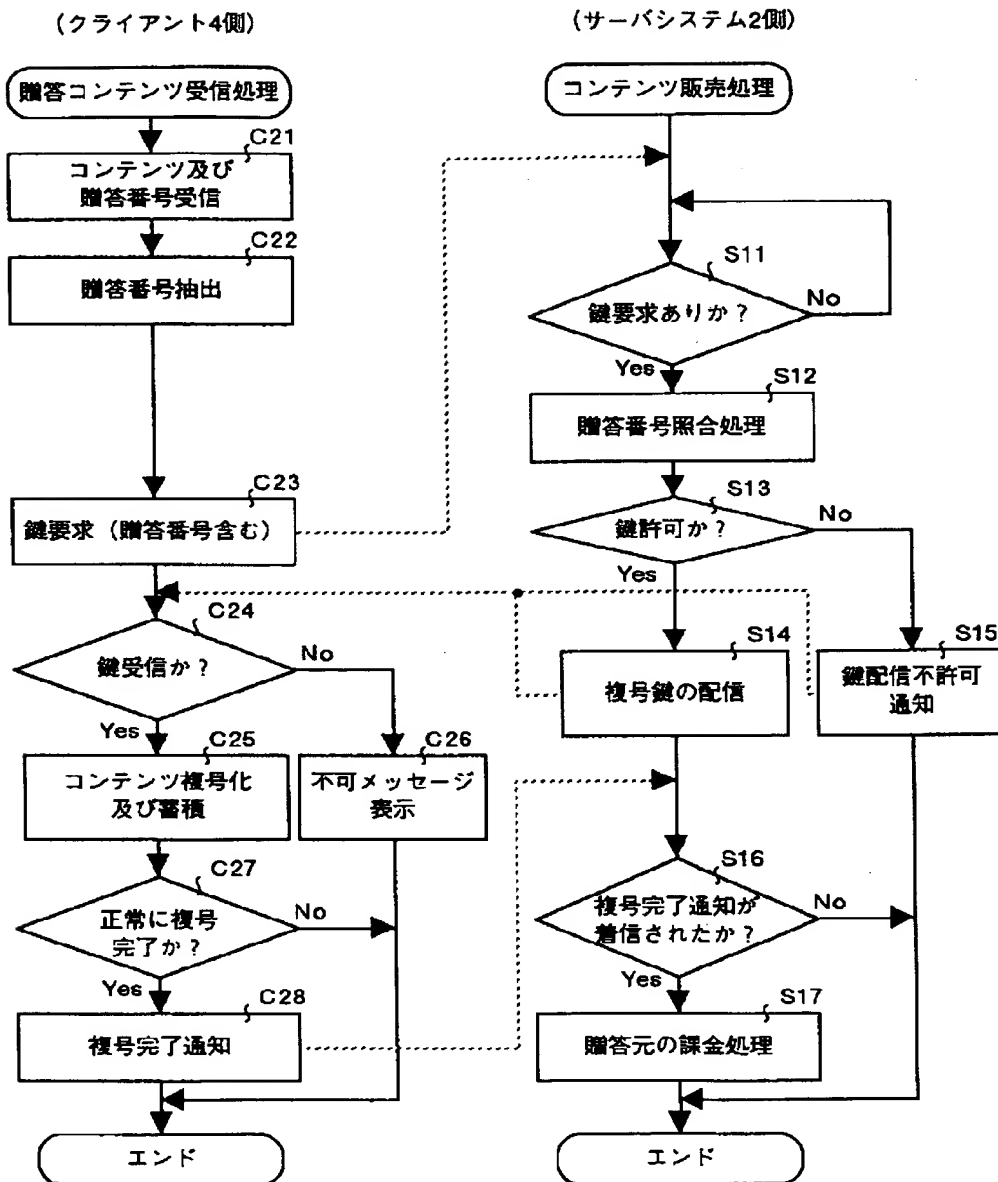 (クライアント4側)
贈答コンテンツ受信処理
C21
コンテンツ及び
贈答番号受信
C22
贈答番号抽出
C23
鍵要求（贈答番号含む）
C24
鍵受信か？
No
Yes
C25
コンテンツ複号化
及び蓄積
C26
不可メッセージ
表示
C27
正常に複号
完了か？
No
Yes
C28
複号完了通知
エンド
(サーバシステム2側)
コンテンツ販売処理
S11
鍵要求ありか？
No
Yes
S12
贈答番号照合処理
S13
鍵許可か？
No
Yes
S14
複号鍵の配信
S15
鍵配信不許可
通知
S16
複号完了通知が
着信されたか？
No
Yes
S17
贈答元の課金処理
エンド